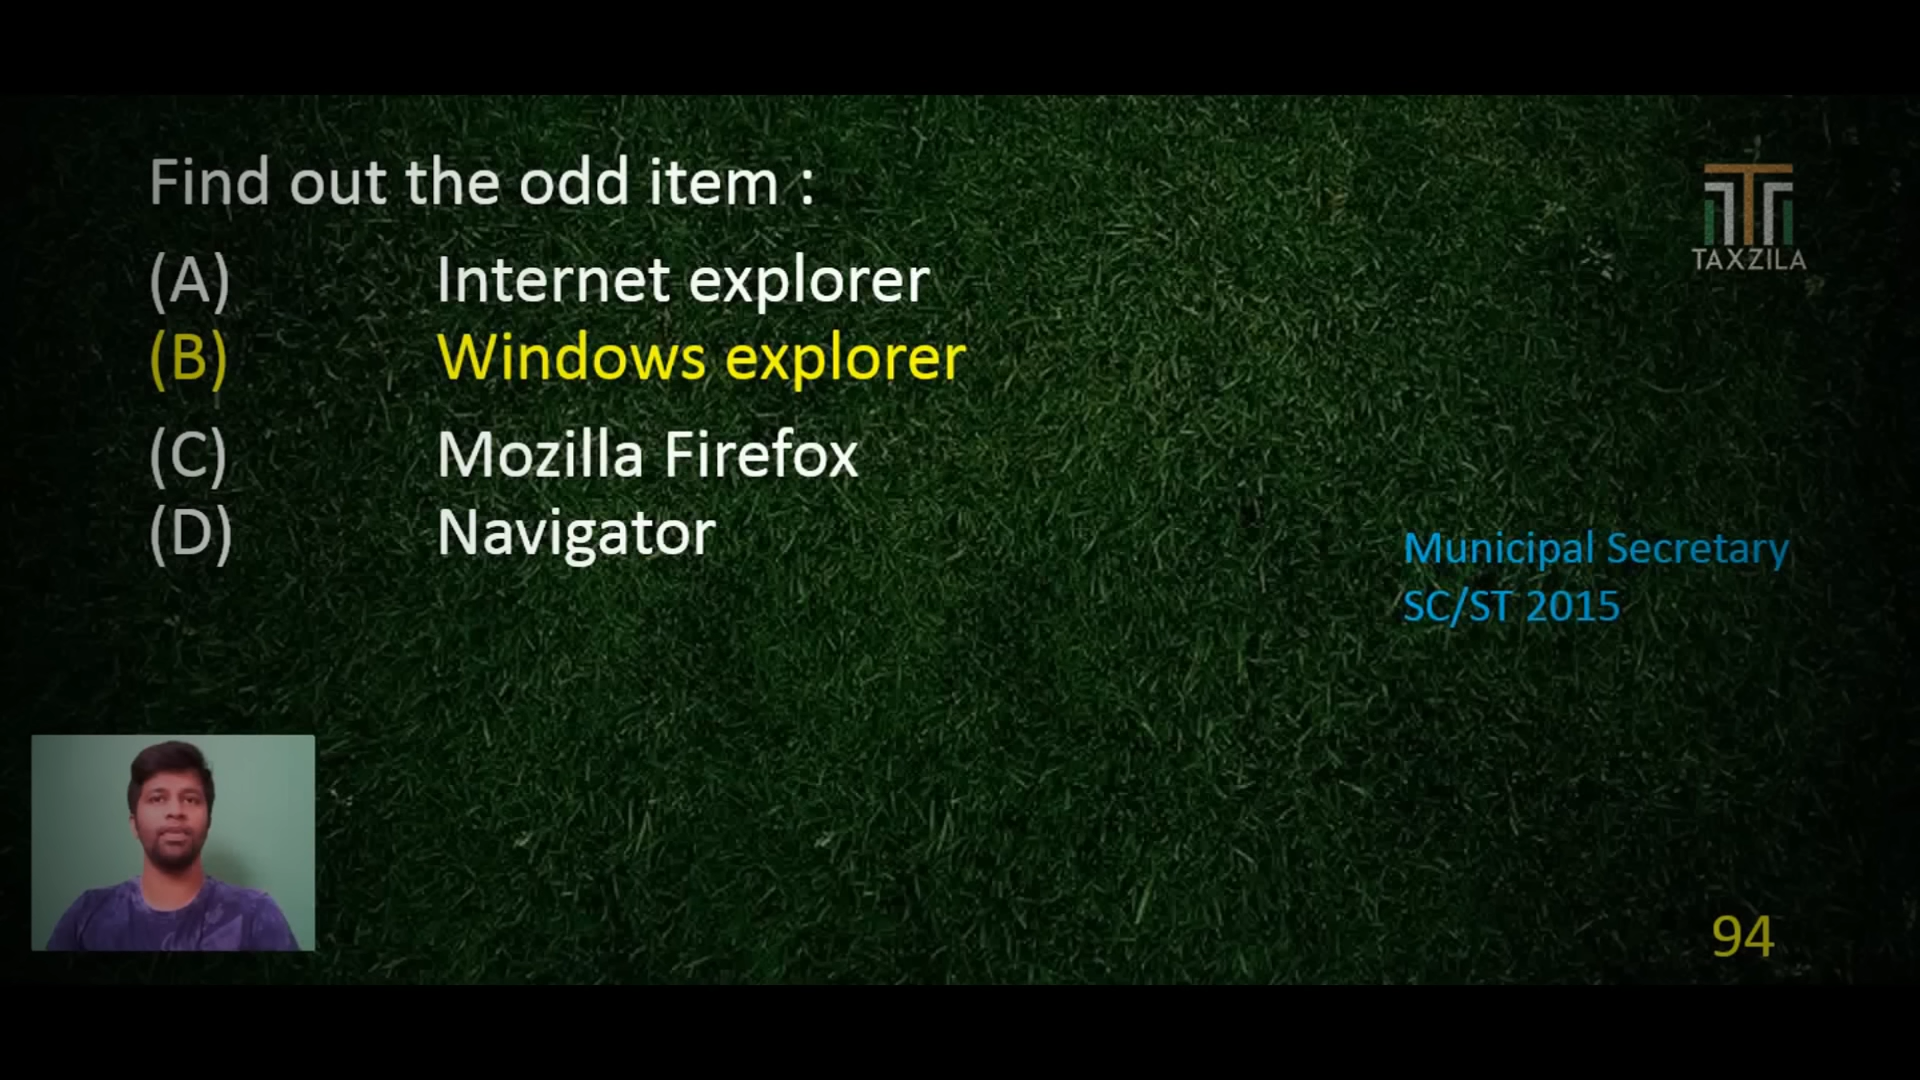 Find out the odd item :
TAXZILA
(A) Internet explorer
(B) Windows explorer
(C) Mozilla Firefox
(D) Navigator
Municipal Secretary
SC/ST 2015
94